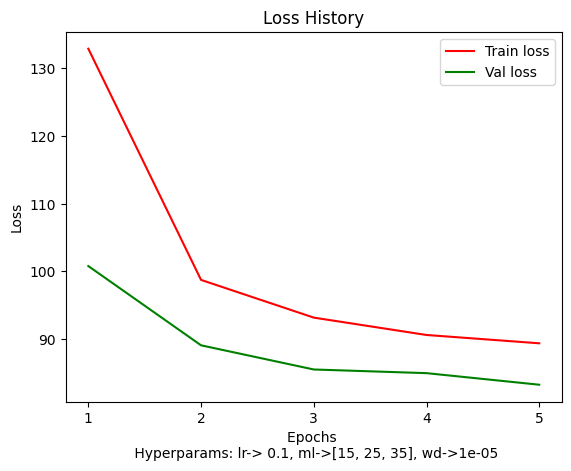 Loss History
Train loss
Val loss
130
120
110
100
90
Loss
1 2 3 4 5
Epochs
Hyperparams: lr-> 0.1, ml->[15, 25, 35], wd->1e-05